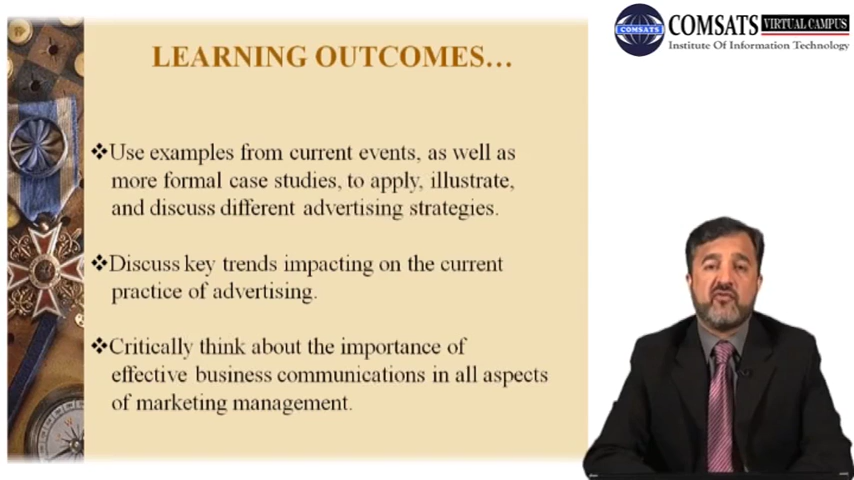 LEARNING OUTCOMES...
❖Use examples from current events, as well as
more formal case studies, to apply, illustrate,
and discuss different advertising strategies.
❖Discuss key trends impacting on the current
practice of advertising.
❖Critically think about the importance of
effective business communications in all aspects
of marketing management.
COMSATS
COMSATS VIRTUAL CAMPUS
Institute Of Information Technology